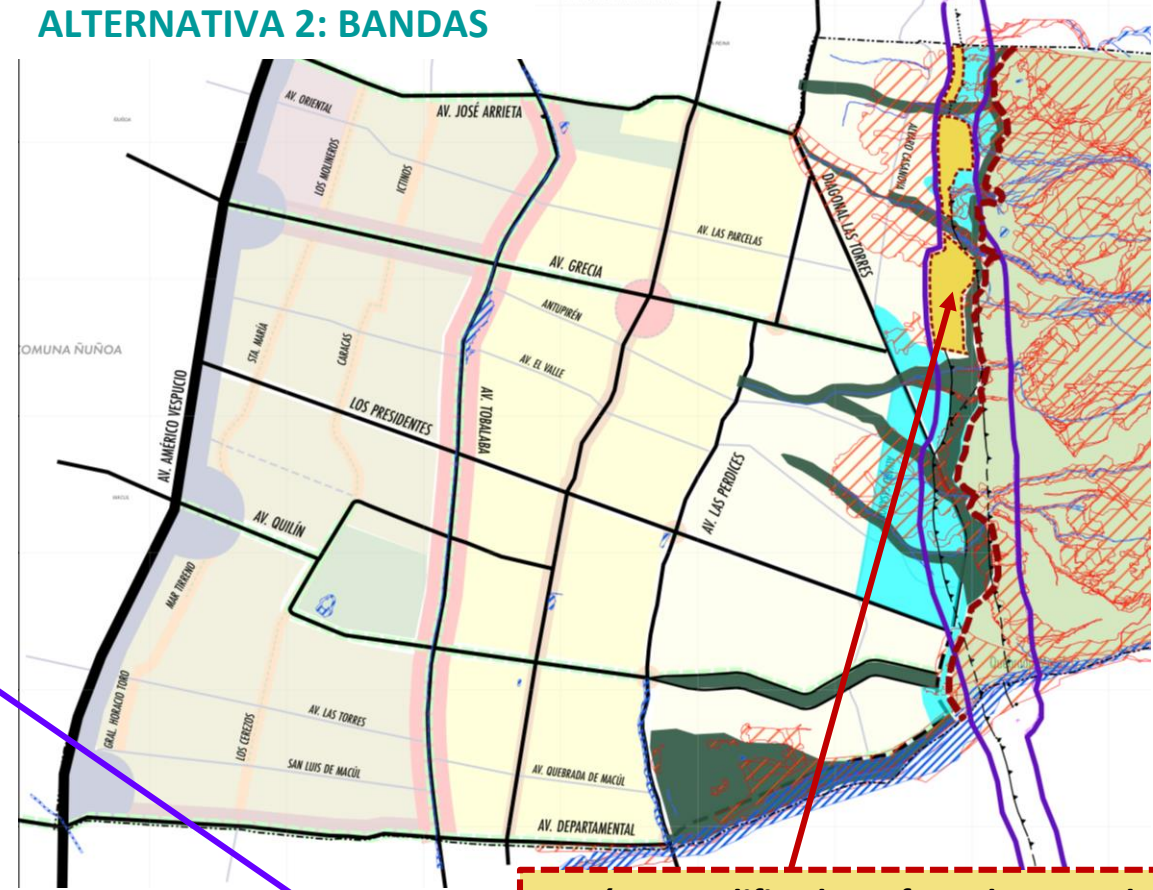 ALTERNATIVA 2: BANDAS
AV. ORIENTAL
AV. JOSÉ ARRIETA
LOS MOLINEROS
ICTINOS
ALVARO CASANOVA
DIAGONAL LAS TORRES
AV. LAS PARCELAS
AV. GRECIA
ANTUPIRÉN
AV. EL VALLE
STA. MARÍA
CARACAS
OMUNA ÑUÑOA
AV. AMÉRICO VESPUCIO
LOS PRESIDENTES
AV. TOBALABA
AV. LAS PERDICES
AV. QUILÍN
MAR TIRRENO
GRAL. HORACIO TORO
LOS CEREZOS
AV. LAS TORRES
SAN LUIS DE MACÚL
AV. QUEBRADA DE MACÚL
AV. DEPARTAMENTAL